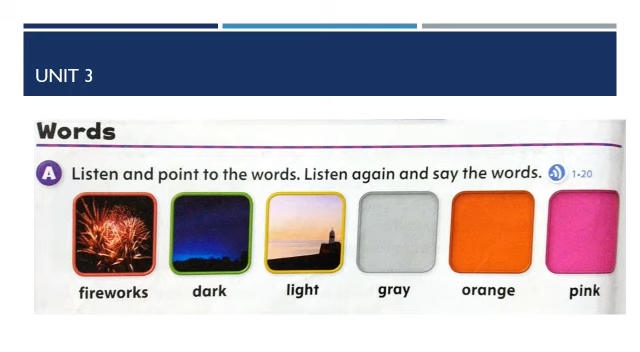 UNIT 3
Words
A Listen and point to the words. Listen again and say the words. 1-20
fireworks dark light gray orange pink